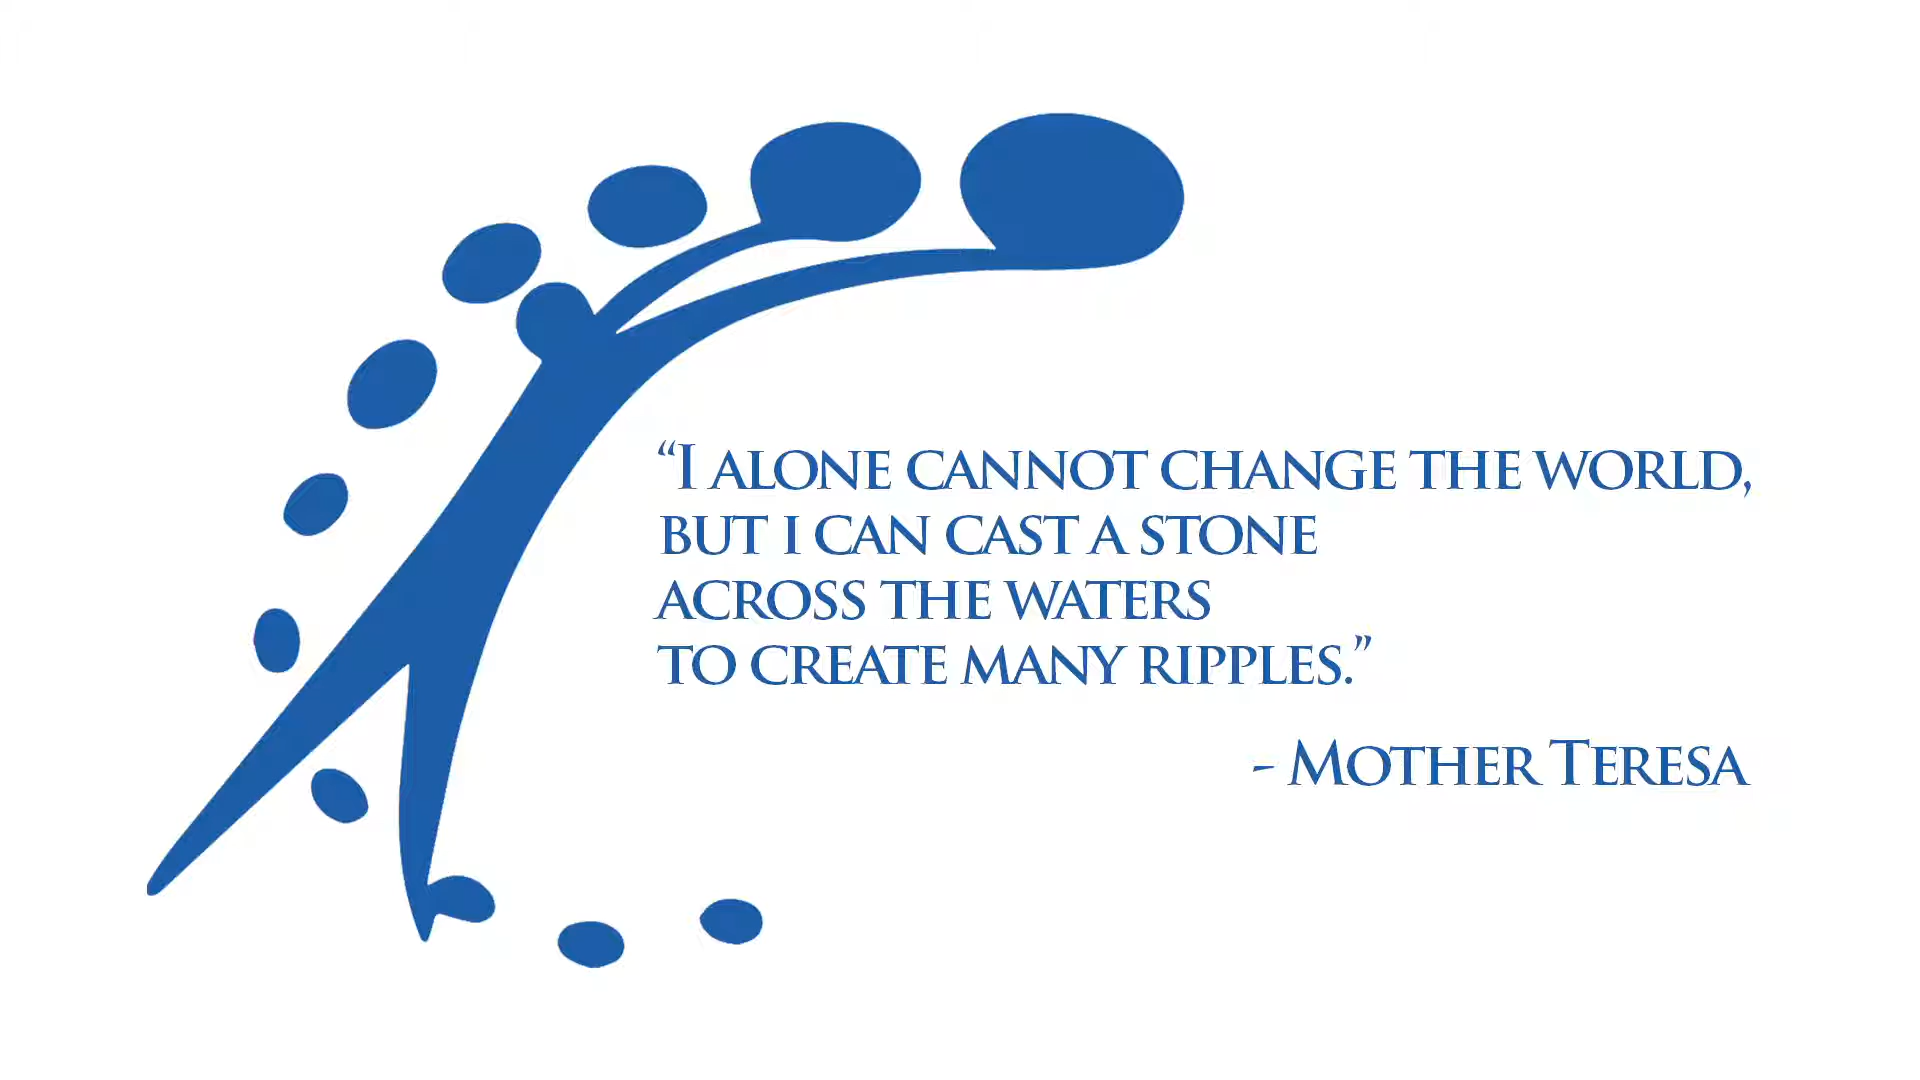 “I ALONE CANNOT CHANGE THE WORLD,
BUT I CAN CAST A STONE
ACROSS THE WATERS
TO CREATE MANY RIPPLES.”
- MOTHER TERESA